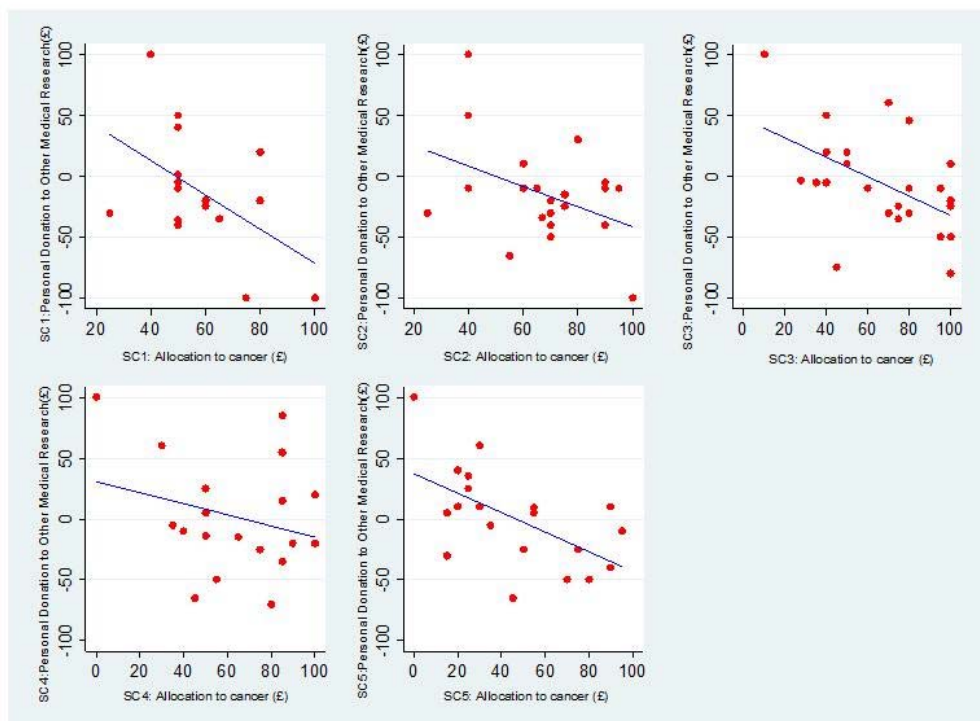 SC1:Personal Donation to Other Medical Research(£)
100
50
0
-50
-100
20 40 60 80 100
SC1: Allocation to cancer (£)
SC2:Personal Donation to Other Medical Research(£)
100
50
0
-50
-100
20 40 60 80 100
SC2: Allocation to cancer (£)
SC3:Personal Donation to Other Medical Research(£)
100
50
0
-50
-100
0 20 40 60 80 100
SC3: Allocation to cancer (£)
SC4:Personal Donation to Other Medical Research(£)
100
50
0
-50
-100
0 20 40 60 80 100
SC4: Allocation to cancer (£)
SC5:Personal Donation to Other Medical Research(£)
100
50
0
-50
-100
0 20 40 60 80 100
SC5: Allocation to cancer (£)